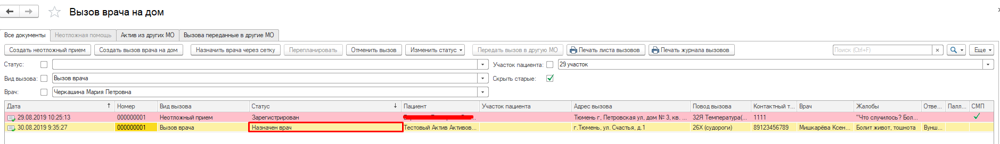 Вызов врача на дом
Все документы Неотложная помощь Актив из других МО Вызова переданные в другие МО
Создать неотложный прием Создать вызов врача на дом Назначить врача через сетку Перепланировать Отменить вызов Изменить статус Передать вызов в другую МО Печать листа вызовов Печать журнала вызовов Поиск (Ctrl+F) × Еще
Статус: Участок пациента: 29 участок
Вид вызова: Вызов врача Скрыть старые:
Врач: Черкашина Мария Петровна
Дата ↑ Номер Вид вызова Статус ↓ Пациент Участок пациента Адрес вызова Повод вызова Контактный т... Врач Жалобы Отве... Палл... СМП
29.08.2019 10:25:13 000000001 Неотложный прием Зарегистрирован Тюмень г, Петровская ул, дом № 3, кв. ... 32Я Температура(... 1111 "Что случилось? Бол...
30.08.2019 9:35:27 000000001 Вызов врача Назначен врач Тестовый Актив Активов... г.Тюмень, ул. Счастья, д.1 26Х (судороги) 89123456789 Мишкарёва Ксен... Болит живот, тошнота Вунш...